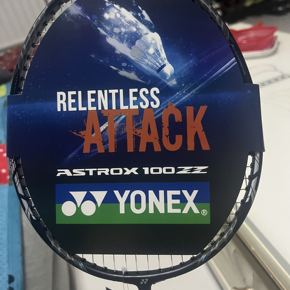 RELENTLESS
ATTACK
ASTROX 100 ZZ
YONEX®